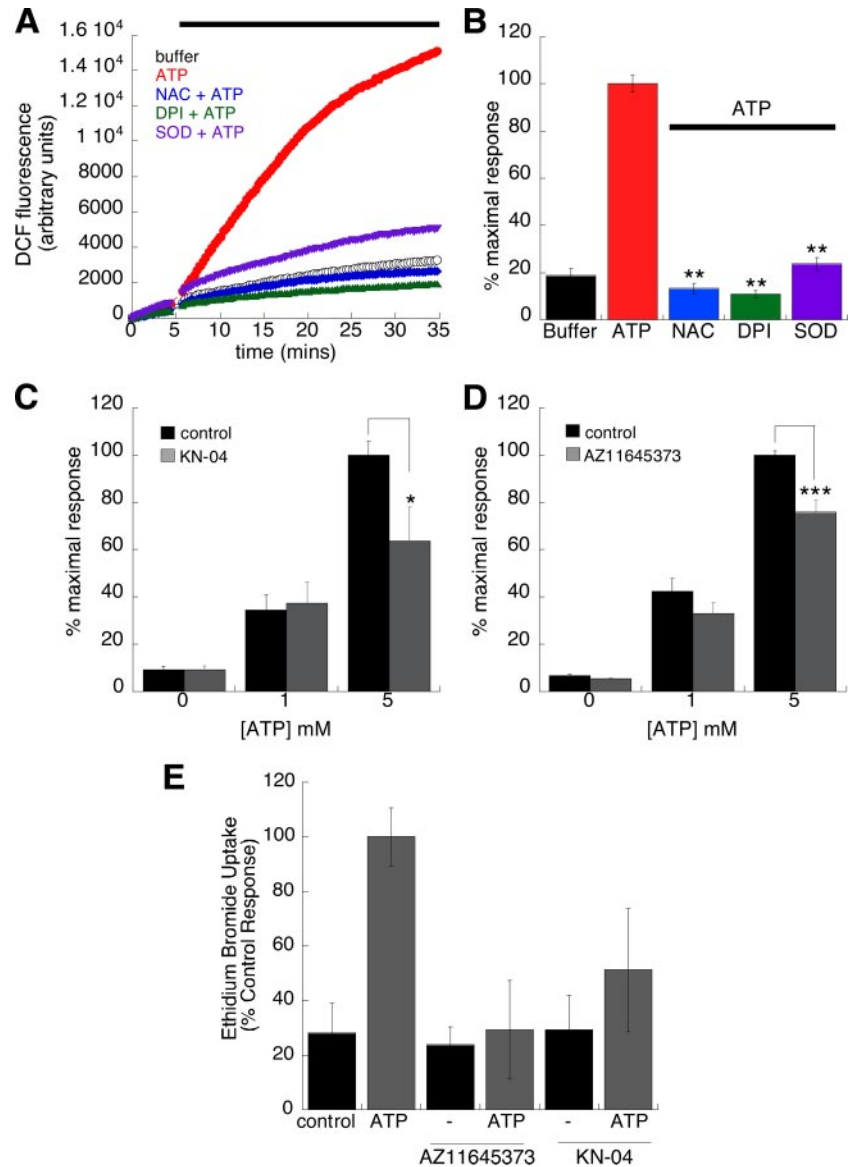 A
1.6 10⁴
1.4 10⁴
1.2 10⁴
1 10⁴
8000
6000
4000
2000
0
DCF fluorescence
(arbitrary units)
buffer
ATP
NAC + ATP
DPI + ATP
SOD + ATP
0 5 10 15 20 25 30 35
time (mins)
B
120
100
80
60
40
20
0
% maximal response
ATP
** ** **
Buffer ATP NAC DPI SOD
C
120
100
80
60
40
20
0
% maximal response
control
KN-04
*
0 1 5
[ATP] mM
D
120
100
80
60
40
20
0
% maximal response
control
AZ11645373
***
0 1 5
[ATP] mM
E
120
100
80
60
40
20
0
Ethidium Bromide Uptake
(% Control Response)
control ATP - ATP - ATP
AZ11645373 KN-04